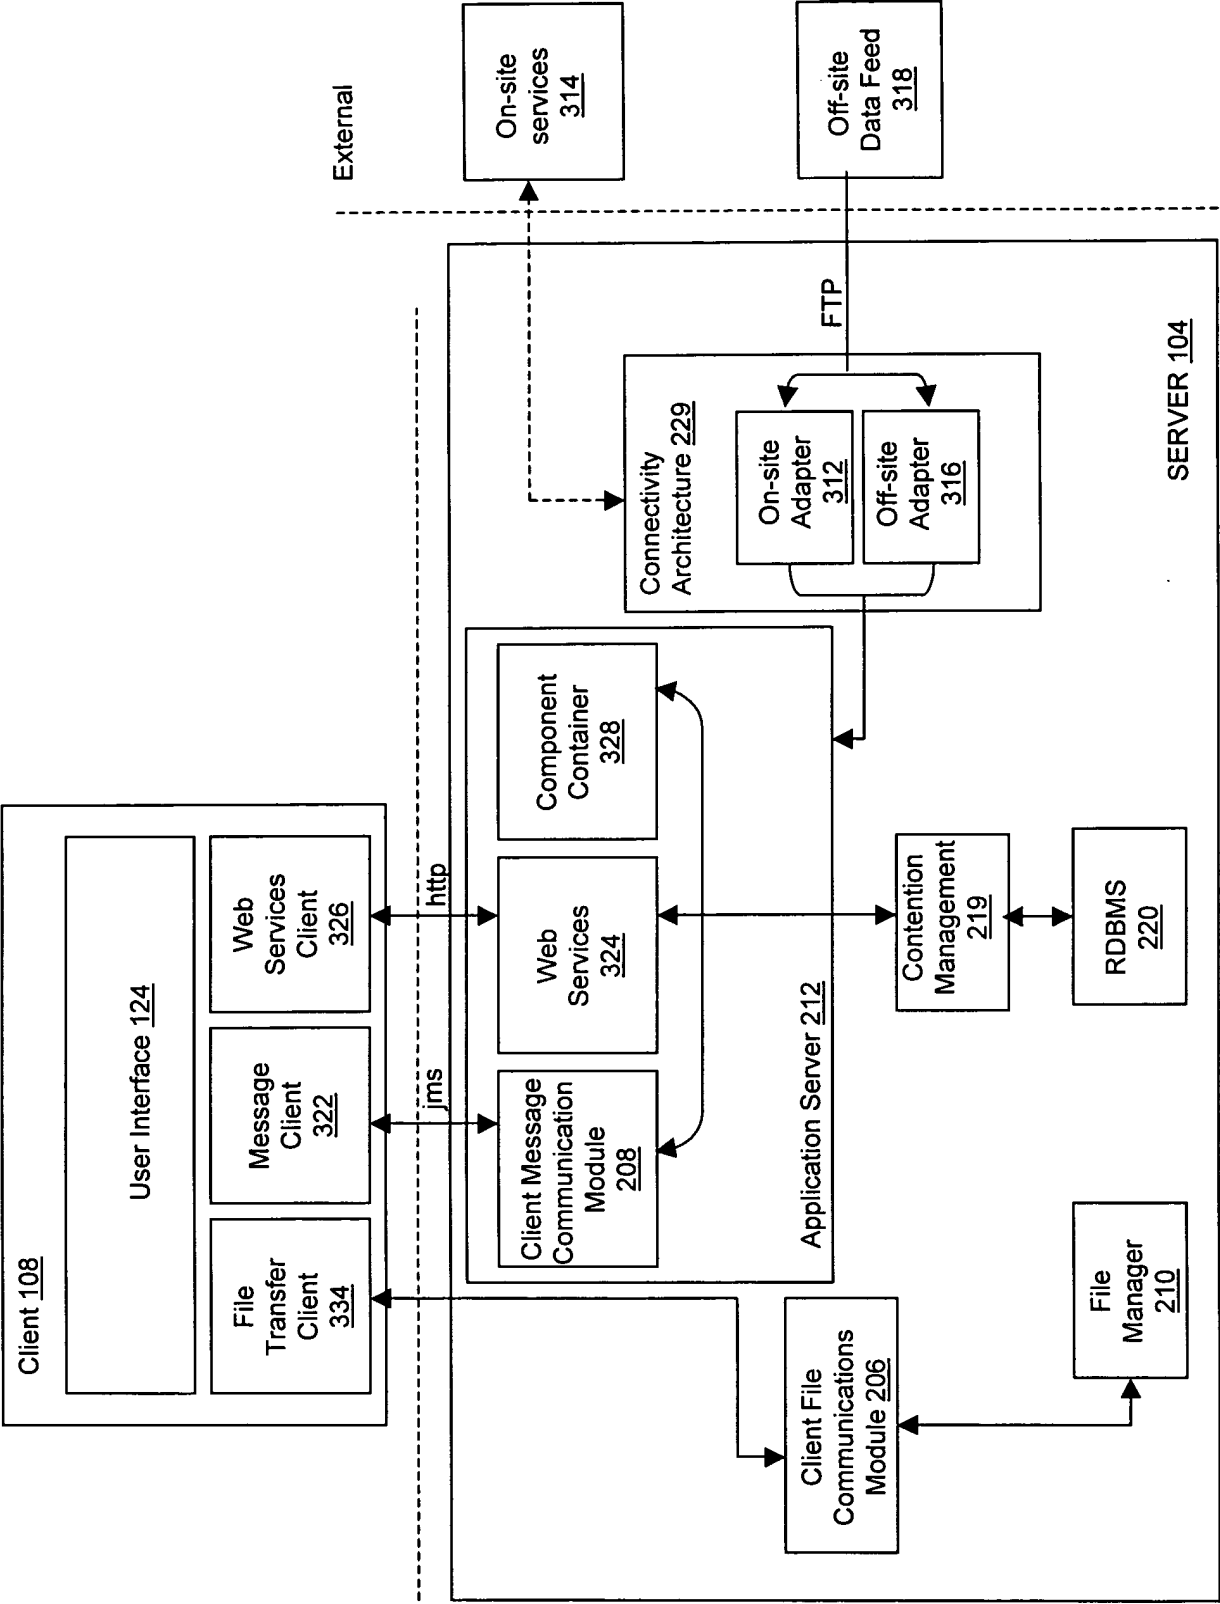 Client 108
User Interface 124
File
Transfer
Client
334
Message
Client
322
Web
Services
Client
326
jms
http
External
On-site
services
314
Off-site
Data Feed
318
FTP
Client Message
Communication
Module
208
Web
Services
324
Component
Container
328
Application Server 212
Connectivity
Architecture 229
On-site
Adapter
312
Off-site
Adapter
316
Client File
Communications
Module 206
File
Manager
210
Contention
Management
219
RDBMS
220
SERVER 104